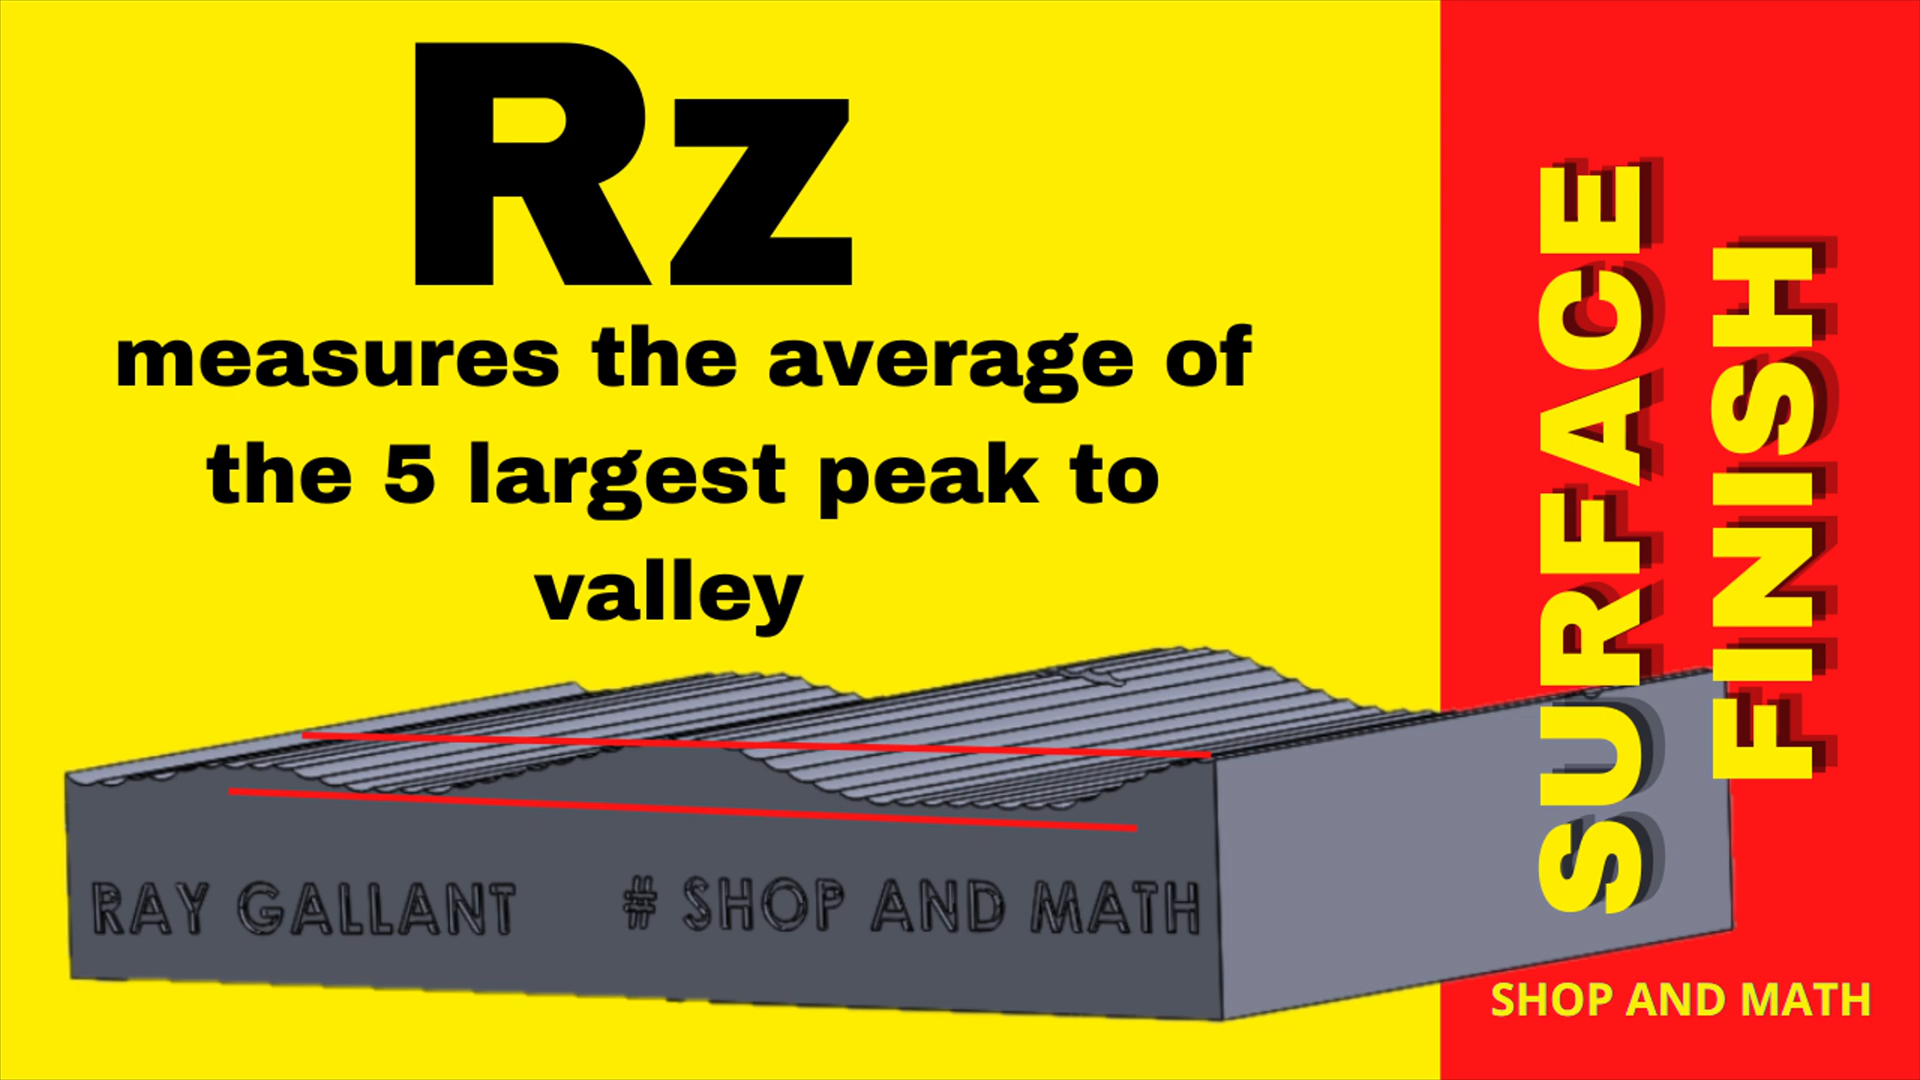 Rz
measures the average of
the 5 largest peak to
valley
RAY GALLANT # SHOP AND MATH
SURFACE
FINISH
SHOP AND MATH